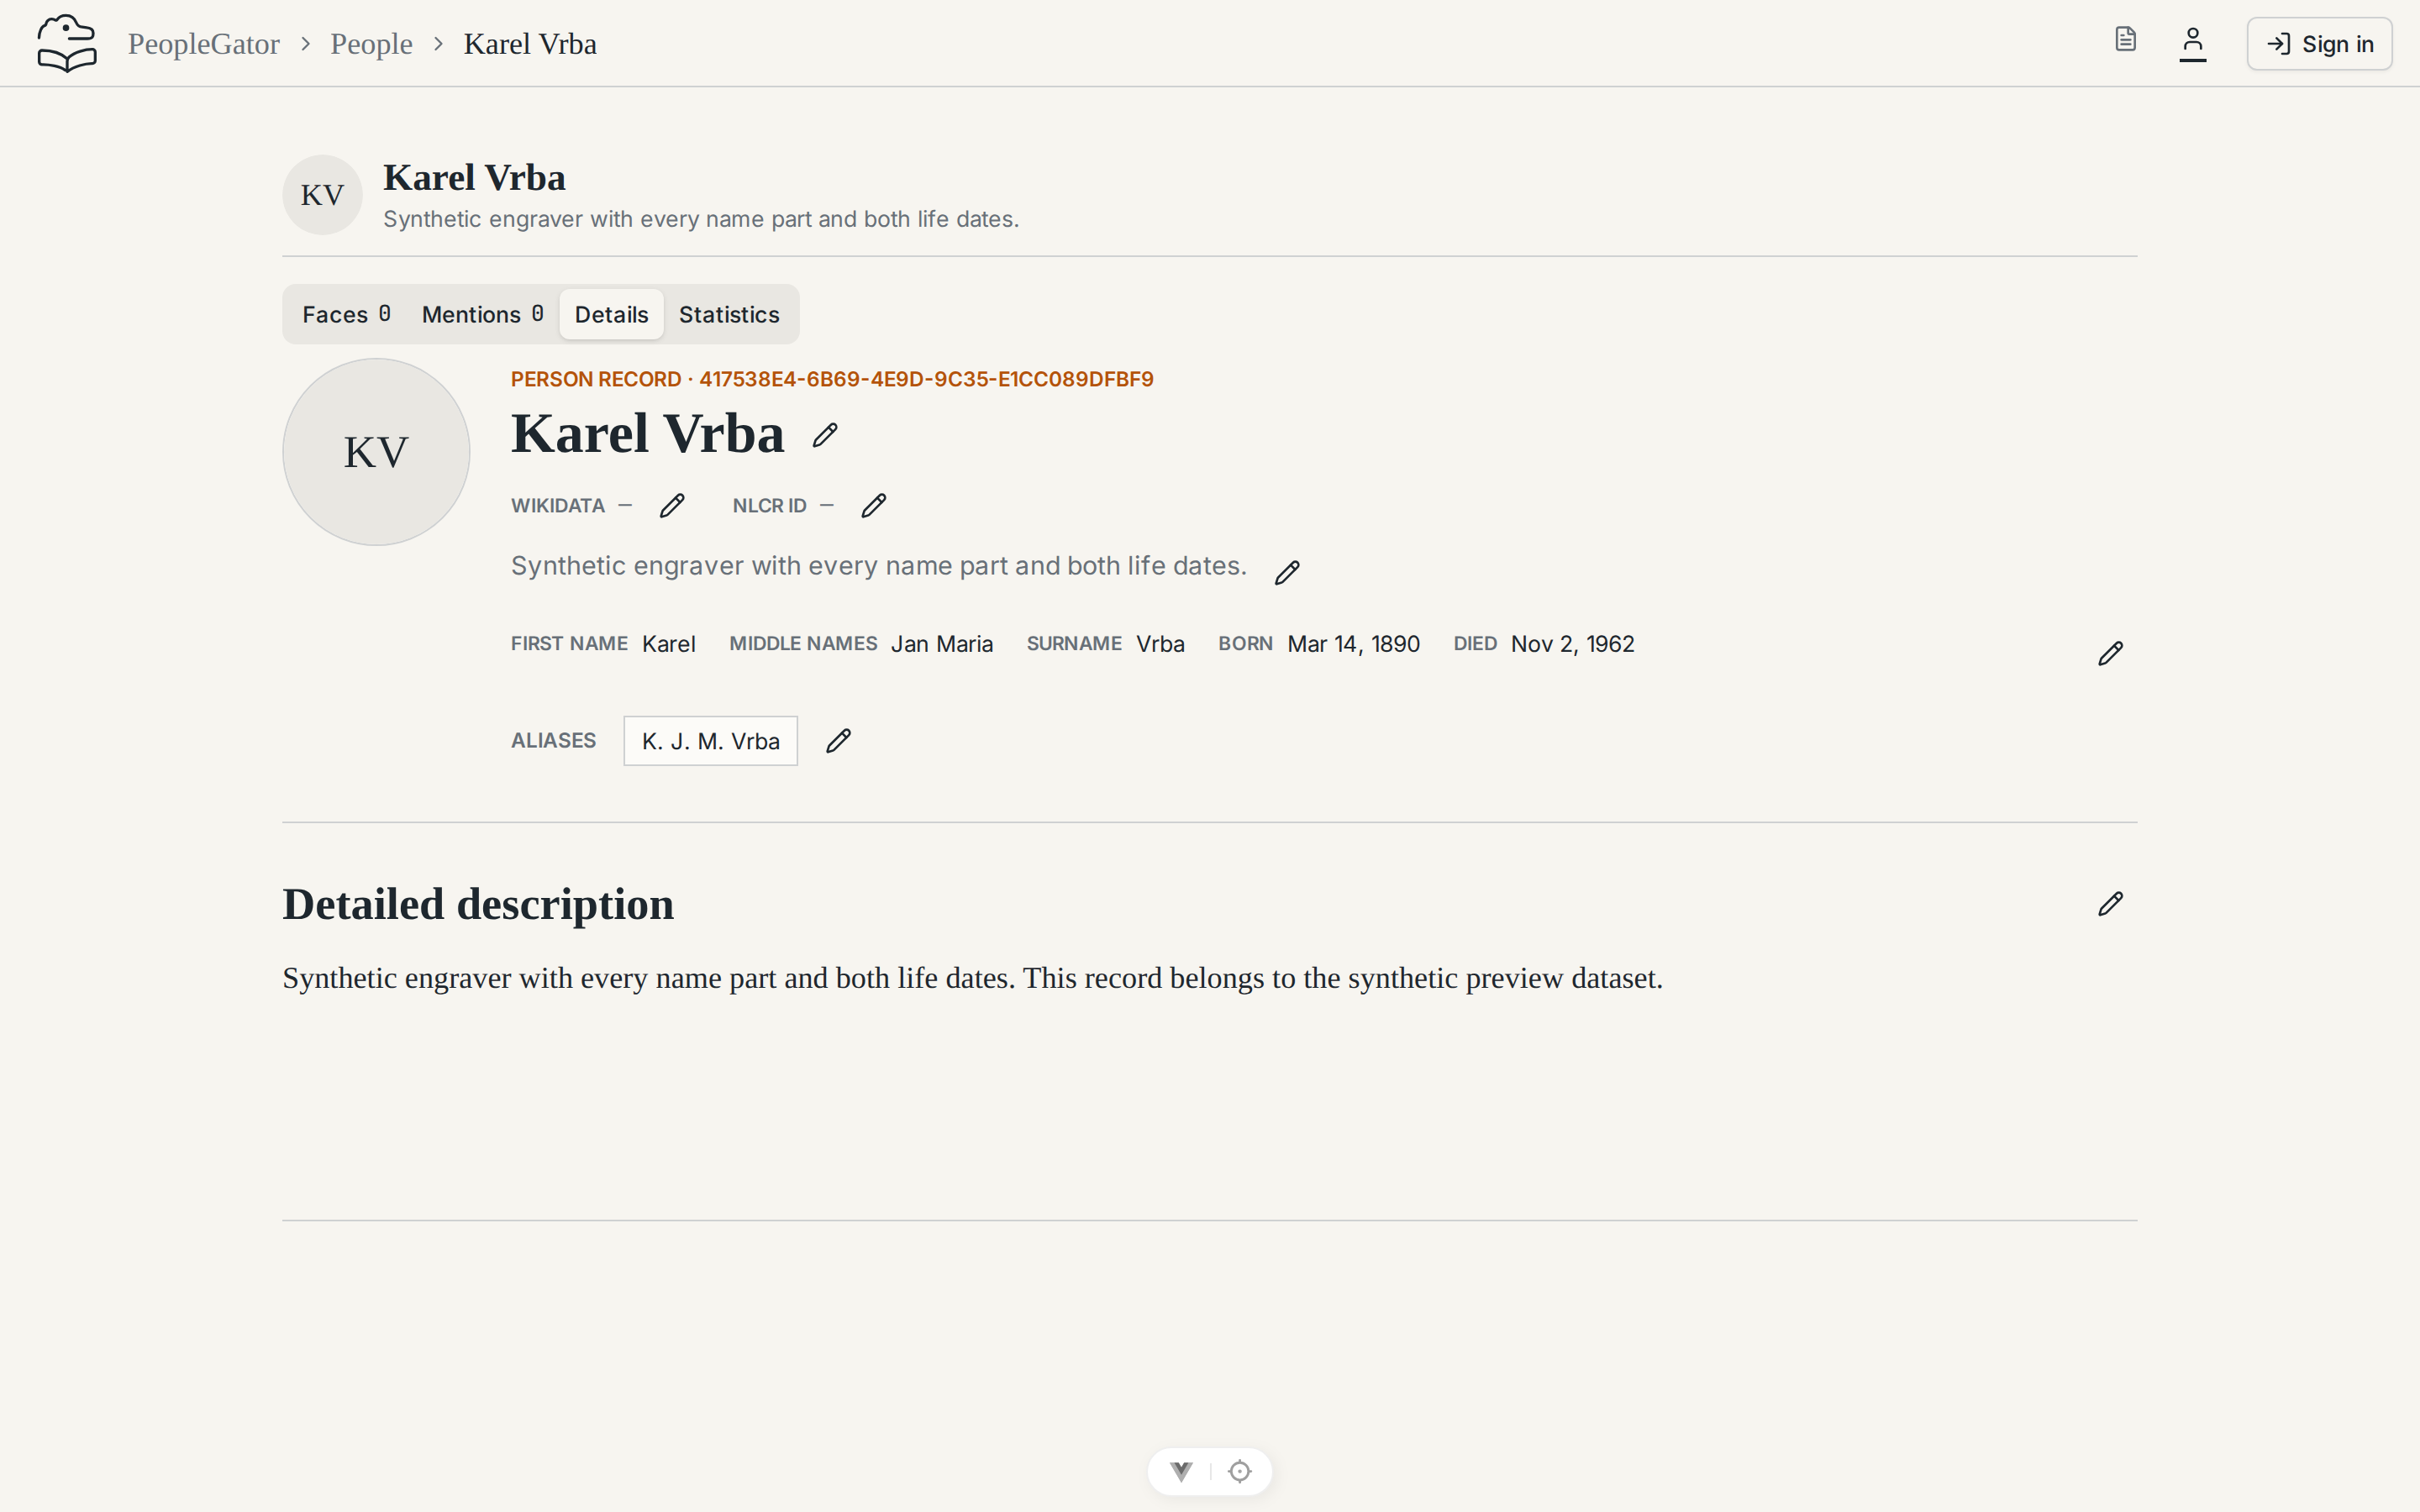 PeopleGator > People > Karel Vrba
Sign in
KV
Karel Vrba
Synthetic engraver with every name part and both life dates.
Faces 0 Mentions 0 Details Statistics
KV
PERSON RECORD · 417538E4-6B69-4E9D-9C35-E1CC089DFBF9
Karel Vrba
WIKIDATA — NLCR ID —
Synthetic engraver with every name part and both life dates.
FIRST NAME Karel MIDDLE NAMES Jan Maria SURNAME Vrba BORN Mar 14, 1890 DIED Nov 2, 1962
ALIASES K. J. M. Vrba
Detailed description
Synthetic engraver with every name part and both life dates. This record belongs to the synthetic preview dataset.